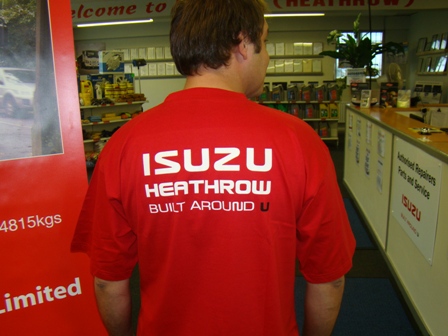 elcome to
(HEATHROW)
ISUZU
HEATHROW
BUILT AROUND U
4815kgs
Limited
Authorised Repairers
Parts and Service
ISUZU